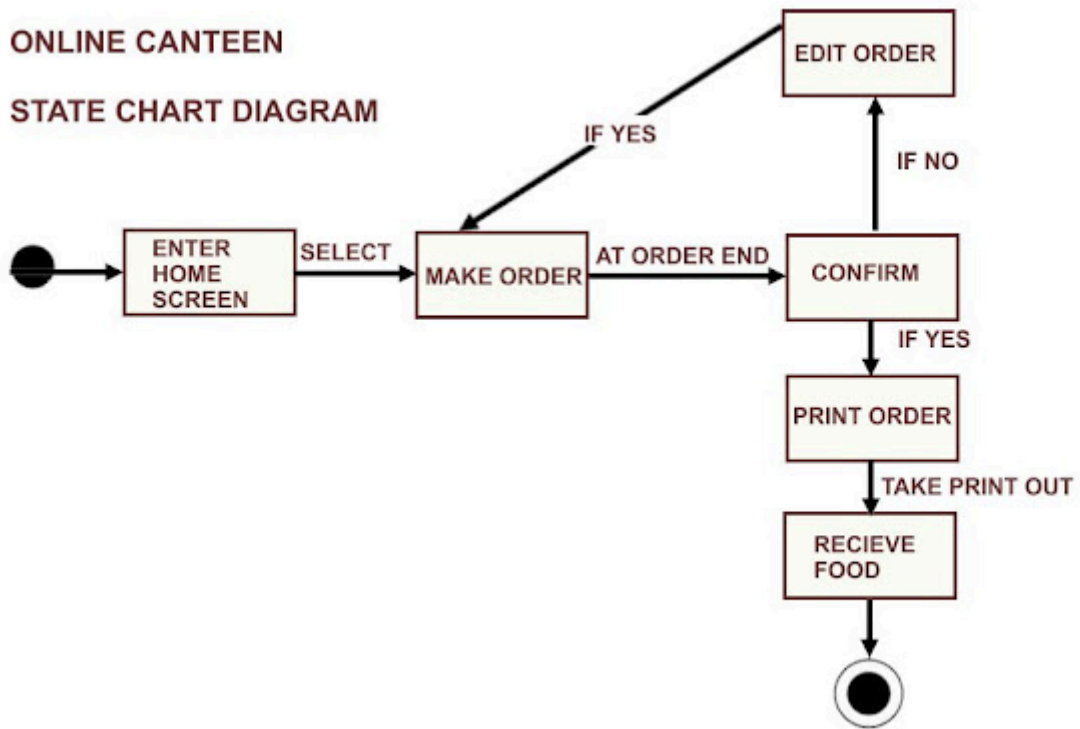 ONLINE CANTEEN
STATE CHART DIAGRAM
EDIT ORDER
IF YES
IF NO
ENTER
HOME
SCREEN
SELECT
MAKE ORDER
AT ORDER END
CONFIRM
IF YES
PRINT ORDER
TAKE PRINT OUT
RECIEVE
FOOD